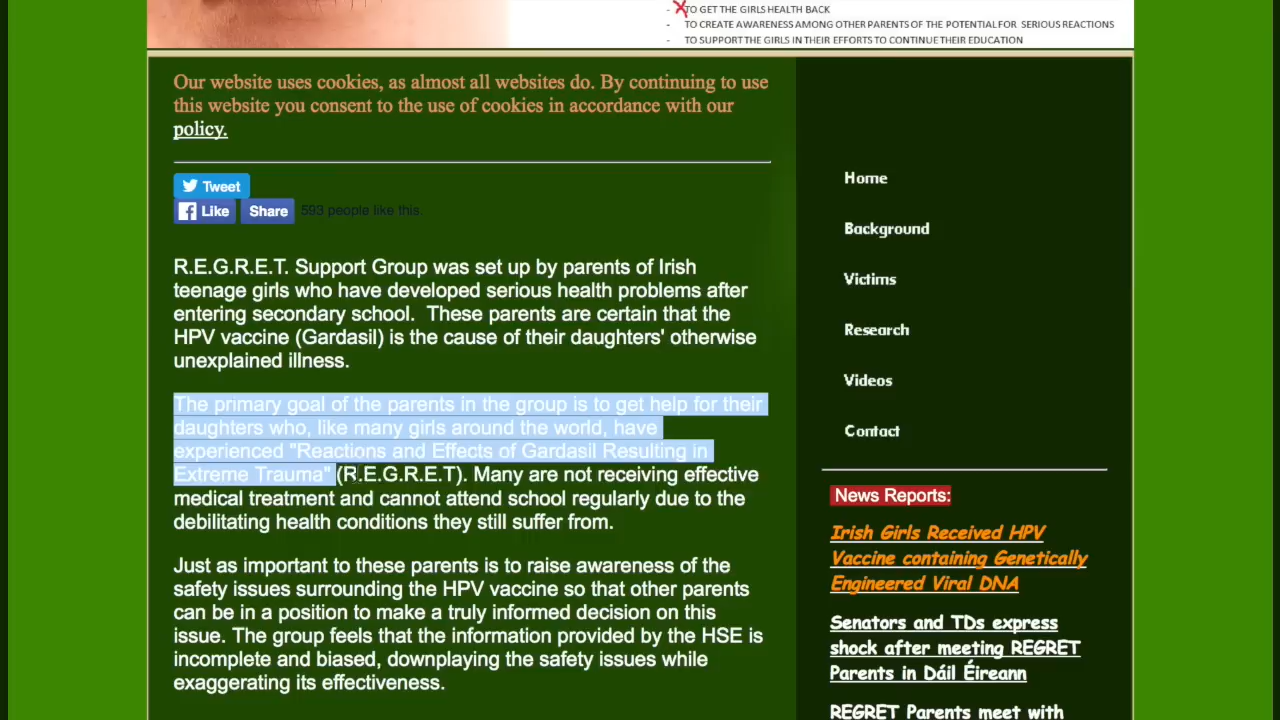 - TO GET THE GIRLS HEALTH BACK
- TO CREATE AWARENESS AMONG OTHER PARENTS OF THE POTENTIAL FOR SERIOUS REACTIONS
- TO SUPPORT THE GIRLS IN THEIR EFFORTS TO CONTINUE THEIR EDUCATION
Our website uses cookies, as almost all websites do. By continuing to use
this website you consent to the use of cookies in accordance with our
policy.
Tweet
Like Share 593 people like this.
R.E.G.R.E.T. Support Group was set up by parents of Irish
teenage girls who have developed serious health problems after
entering secondary school. These parents are certain that the
HPV vaccine (Gardasil) is the cause of their daughters' otherwise
unexplained illness.
The primary goal of the parents in the group is to get help for their
daughters who, like many girls around the world, have
experienced "Reactions and Effects of Gardasil Resulting in
Extreme Trauma" (R.E.G.R.E.T). Many are not receiving effective
medical treatment and cannot attend school regularly due to the
debilitating health conditions they still suffer from.
Just as important to these parents is to raise awareness of the
safety issues surrounding the HPV vaccine so that other parents
can be in a position to make a truly informed decision on this
issue. The group feels that the information provided by the HSE is
incomplete and biased, downplaying the safety issues while
exaggerating its effectiveness.
Home
Background
Victims
Research
Videos
Contact
News Reports:
Irish Girls Received HPV
Vaccine containing Genetically
Engineered Viral DNA
Senators and TDs express
shock after meeting REGRET
Parents in Dáil Éireann
REGRET Parents meet with